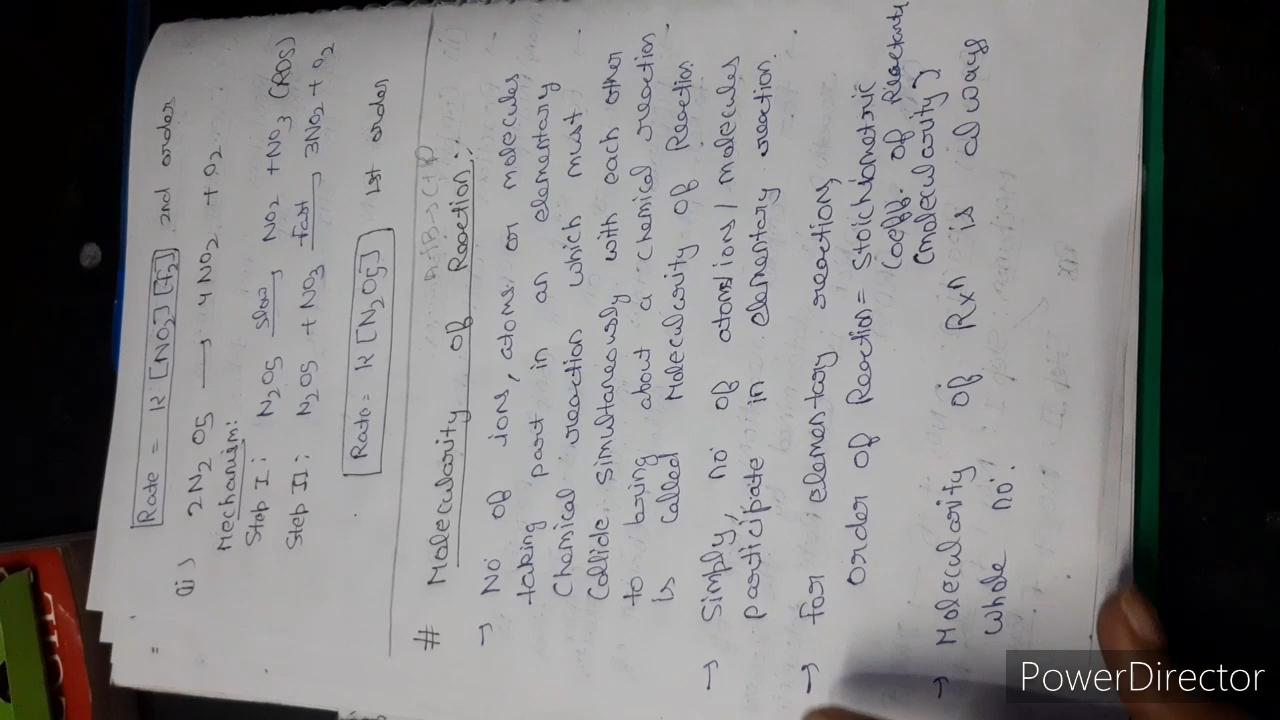 Rate = K [NO2] [F2] 2nd order
(ii) 2N2O5 → 4NO2 + O2.
Mechanism:
Step I: N2O5 slow → NO2 + NO3 (RDS)
Step II: N2O5 + NO3 fast → 3NO2 + O2
Rate = K [N2O5] 1st order
A+B→C+D
# Molecularity of Reaction:
→ No of ions, atoms or molecules
taking part in an elementary
chemical reaction which must
collide simultaneously with each other
to bring about a chemical reaction
is called Molecularity of Reaction.
→ Simply, no of atoms/ions/molecules
participate in elementary reaction.
→ For elementary reaction,
order of Reaction = stoichiometric
coeff. of Reactants
(molecularity)
→ Molecularity of Rxn is always
whole no.
PowerDirector